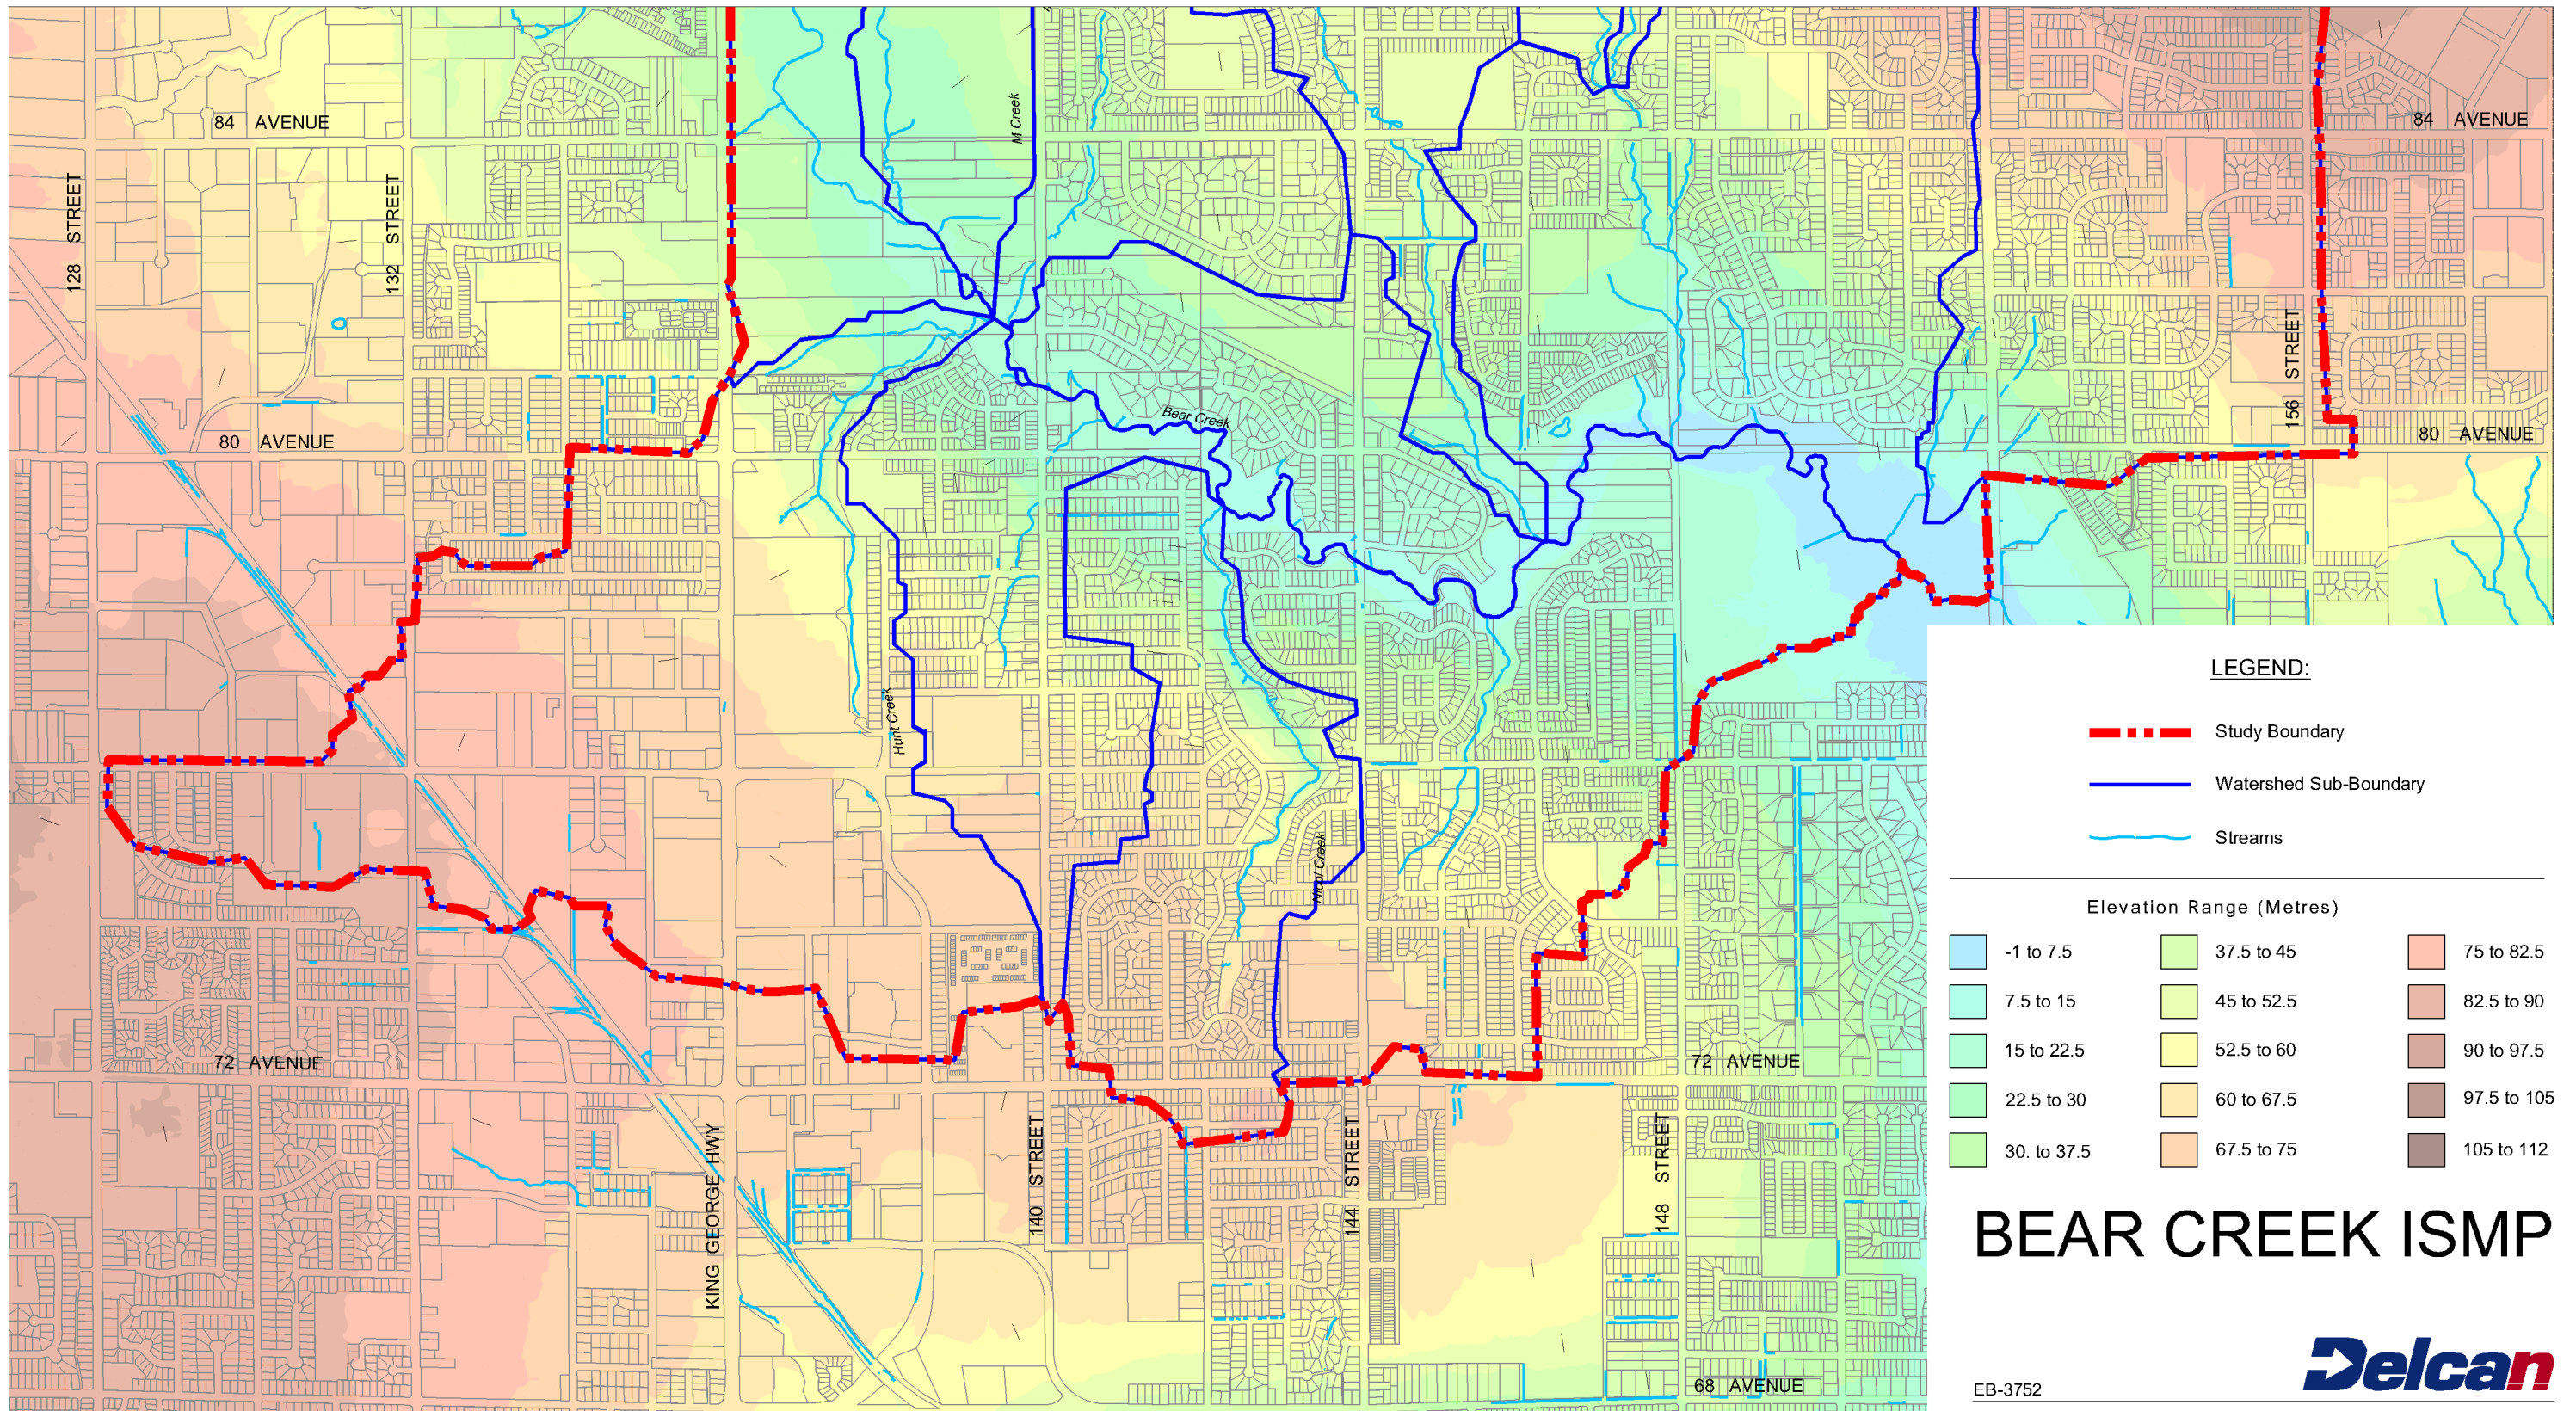 84 AVENUE
84 AVENUE
M Creek
128 STREET
132 STREET
156 STREET
Bear Creek
80 AVENUE
80 AVENUE
Hunt Creek
Nicol Creek
72 AVENUE
72 AVENUE
KING GEORGE HWY
140 STREET
144 STREET
148 STREET
68 AVENUE
LEGEND:
Study Boundary
Watershed Sub-Boundary
Streams
Elevation Range (Metres)
-1 to 7.5
7.5 to 15
15 to 22.5
22.5 to 30
30. to 37.5
37.5 to 45
45 to 52.5
52.5 to 60
60 to 67.5
67.5 to 75
75 to 82.5
82.5 to 90
90 to 97.5
97.5 to 105
105 to 112
BEAR CREEK ISMP
EB-3752
Delcan